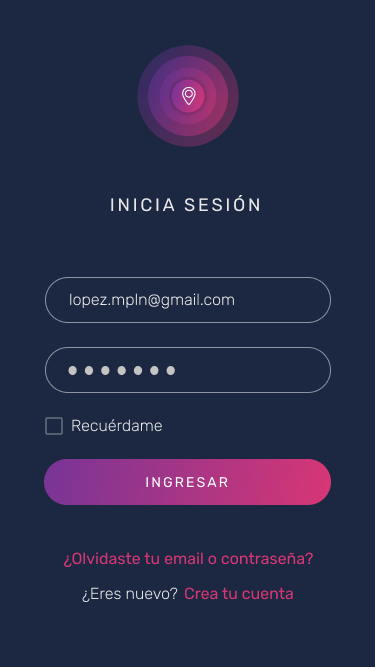 INICIA SESIÓN
lopez.mpln@gmail.com
Recuérdame
INGRESAR
¿Olvidaste tu email o contraseña?
¿Eres nuevo? Crea tu cuenta